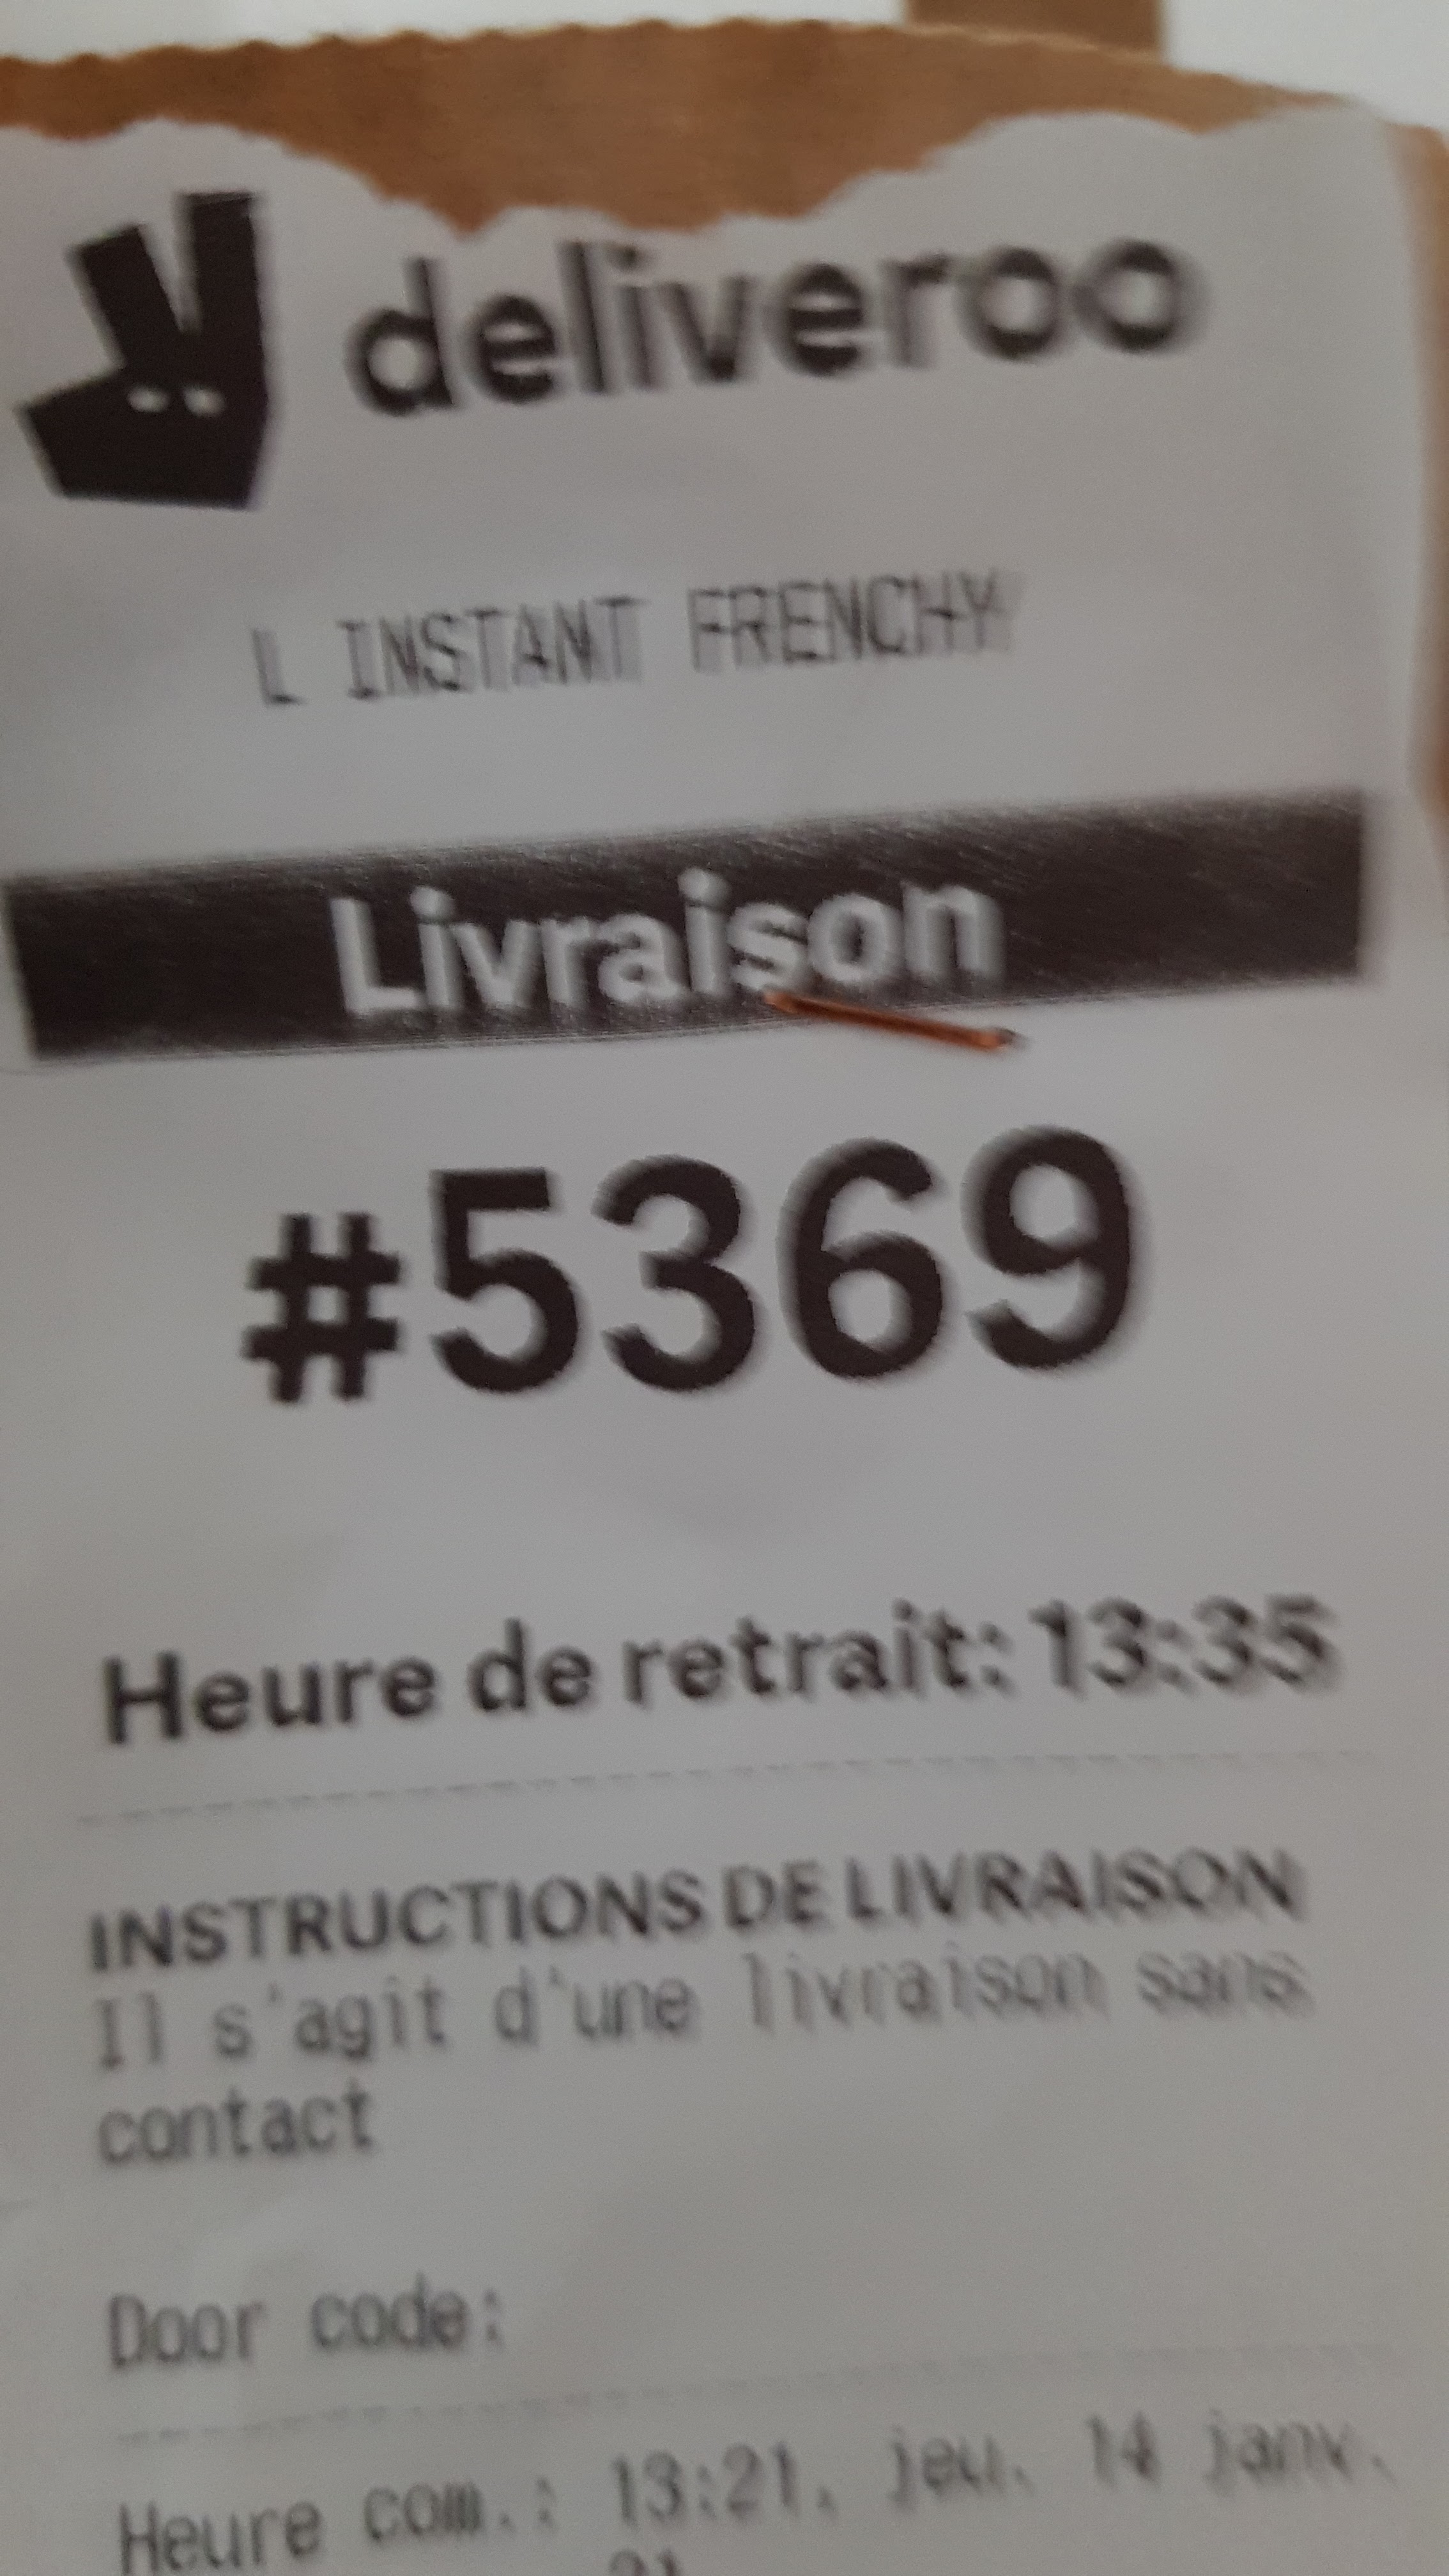 deliveroo
L INSTANT FRENCHY
Livraison
#5369
Heure de retrait: 13:35
INSTRUCTIONS DE LIVRAISON
Il s'agit d'une livraison sans
contact
Door code:
Heure com.: 13:21, jeu. 14 janv.
21